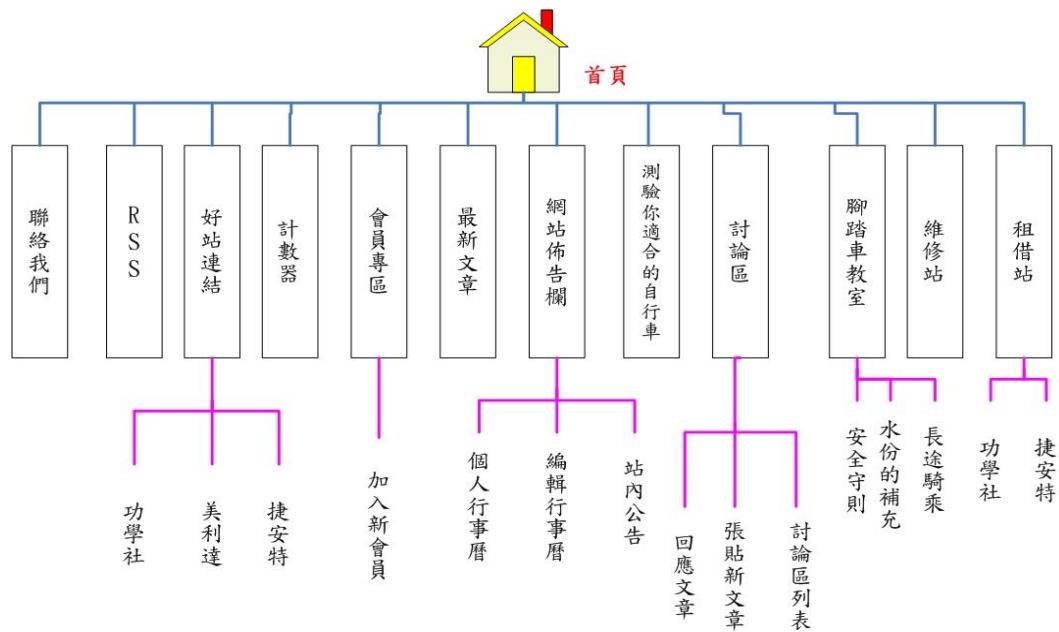 首頁
聯絡我們
RSS
好站連結
計數器
會員專區
最新文章
網站佈告欄
測驗你適合的自行車
討論區
腳踏車教室
維修站
租借站
功學社
美利達
捷安特
加入新會員
個人行事曆
編輯行事曆
站內公告
回應文章
張貼新文章
討論區列表
安全守則
水份的補充
長途騎乘
功學社
捷安特